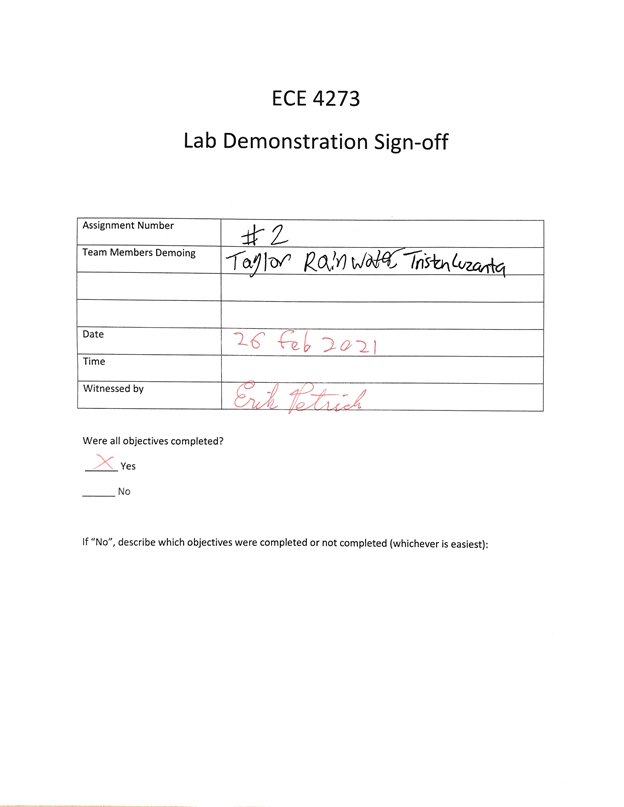 ECE 4273
Lab Demonstration Sign-off
Assignment Number # 2
Team Members Demoing Taylor Rainwater Tristen Luzanta
Date 26 Feb 2021
Time
Witnessed by Erik Petrich
Were all objectives completed?
X Yes
No
If "No", describe which objectives were completed or not completed (whichever is easiest):